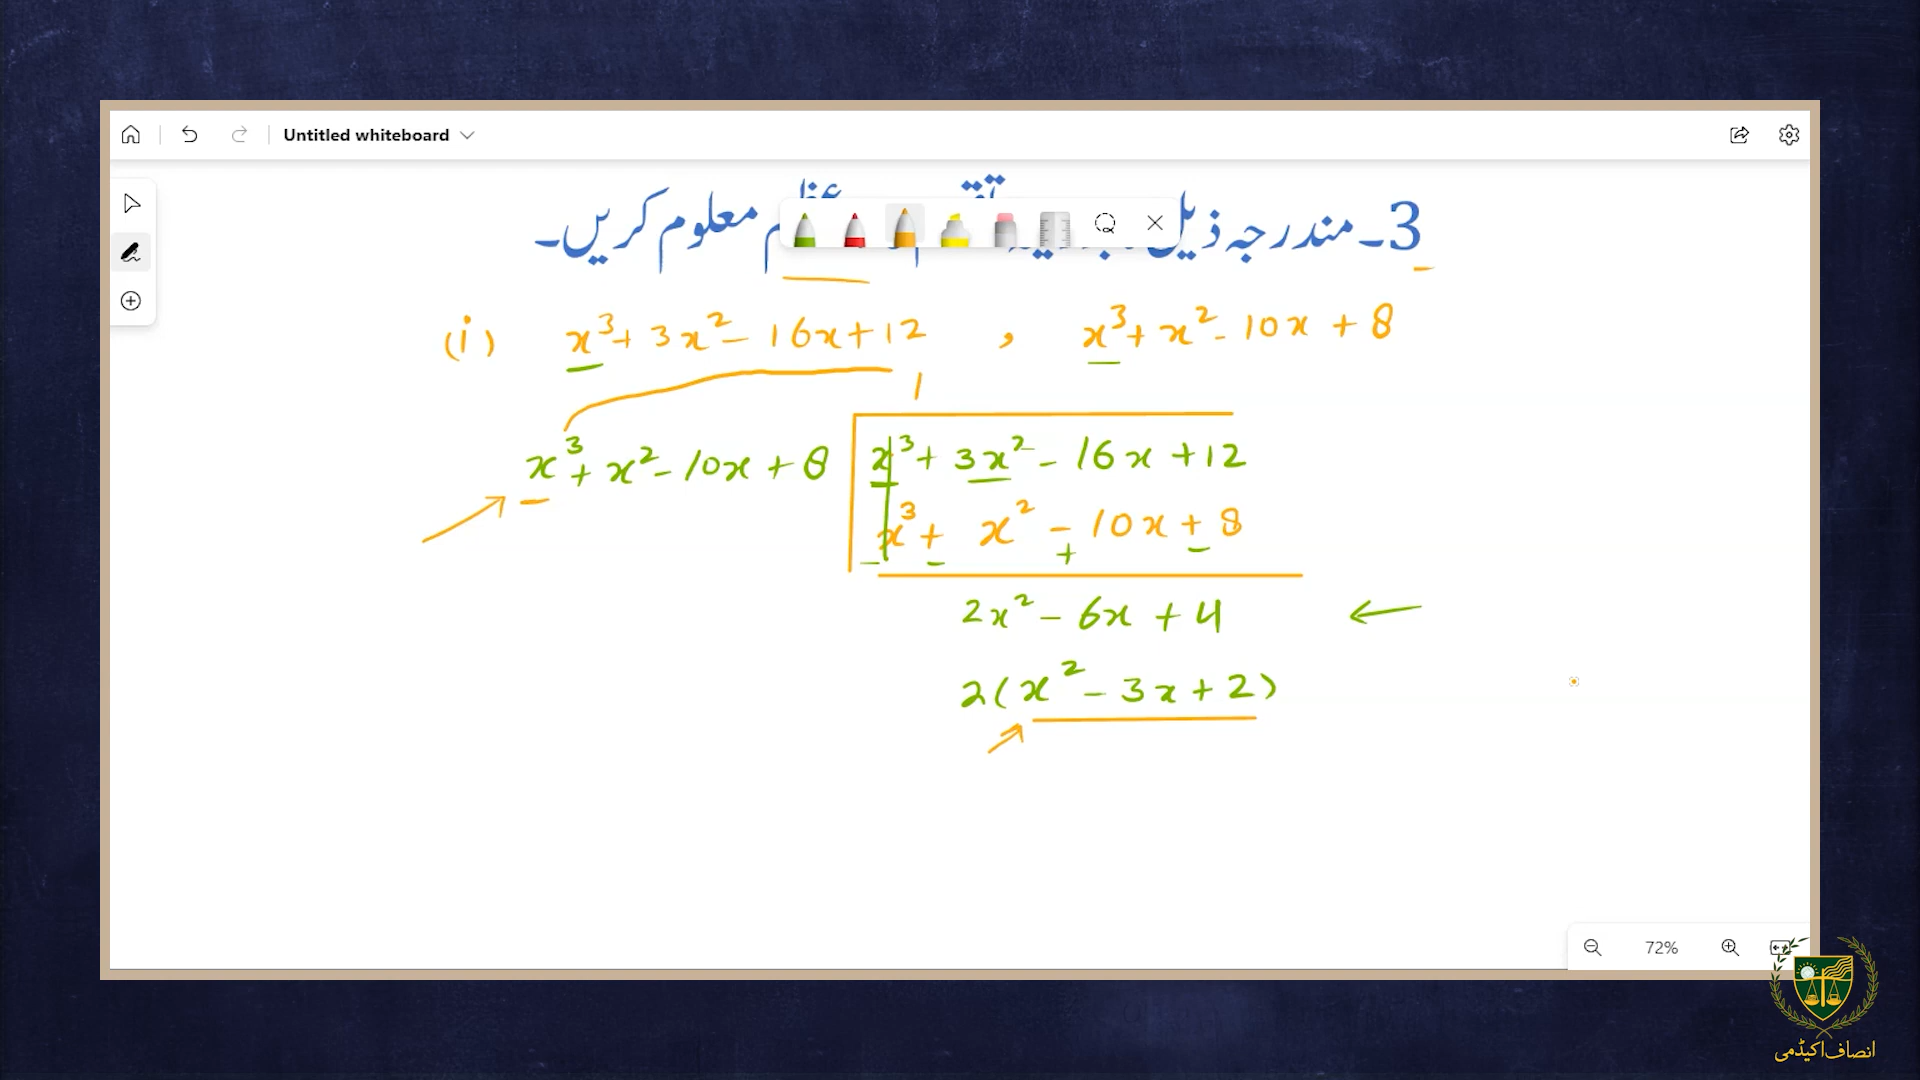 Untitled whiteboard
3۔ مندرجہ ذیل معلوم کریں۔
(i) x³ + 3x² - 16x + 12 , x³ + x² - 10x + 8
1
x³ + x² - 10x + 8 x³ + 3x² - 16x + 12
x³ + x² - 10x + 8
- - + -
2x² - 6x + 4 ←
2(x² - 3x + 2)
72%
انصاف اکیڈمی